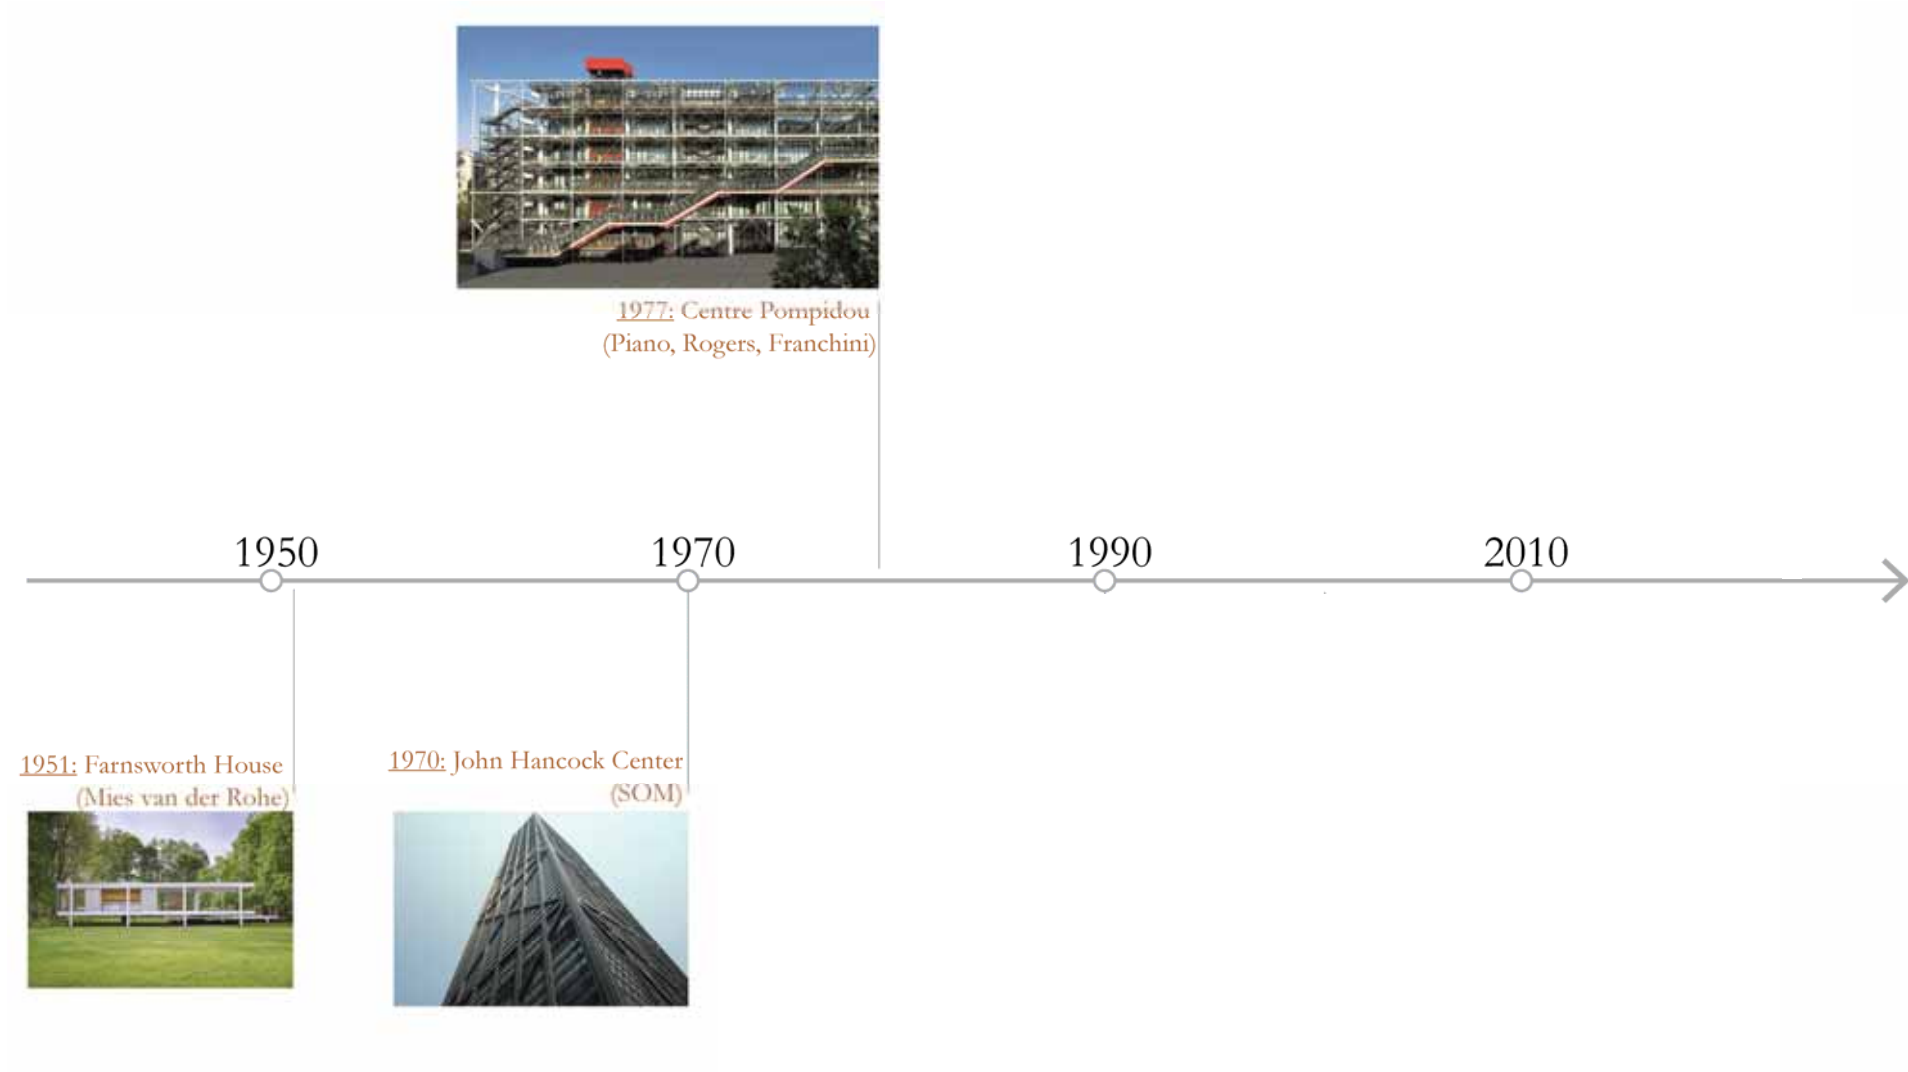 1977: Centre Pompidou
(Piano, Rogers, Franchini)
1950
1970
1990
2010
1951: Farnsworth House
(Mies van der Rohe)
1970: John Hancock Center
(SOM)